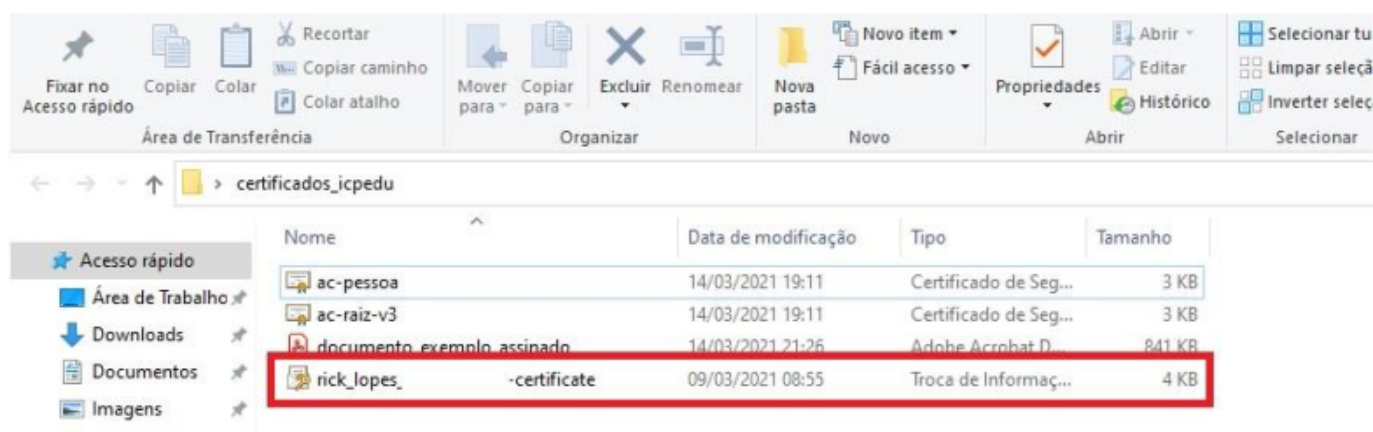 Fixar no Acesso rápido
Copiar
Colar
Recortar
Copiar caminho
Colar atalho
Área de Transferência
Mover para
Copiar para
Excluir
Renomear
Organizar
Nova pasta
Novo item
Fácil acesso
Novo
Propriedades
Abrir
Editar
Histórico
Abrir
Selecionar tu
Limpar seleçã
Inverter seleç
Selecionar
certificados_icpedu
Acesso rápido
Área de Trabalho
Downloads
Documentos
Imagens
Nome Data de modificação Tipo Tamanho
ac-pessoa 14/03/2021 19:11 Certificado de Seg... 3 KB
ac-raiz-v3 14/03/2021 19:11 Certificado de Seg... 3 KB
documento_exemplo_assinado 14/03/2021 21:26 Adobe Acrobat D... 841 KB
rick_lopes_ -certificate 09/03/2021 08:55 Troca de Informaç... 4 KB